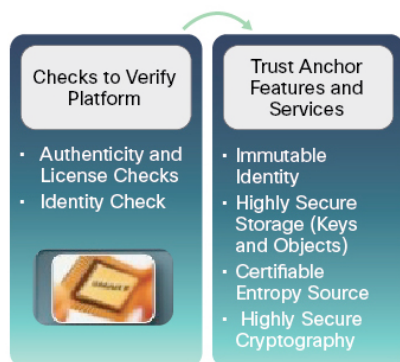 Checks to Verify
Platform
• Authenticity and
License Checks
• Identity Check
Trust Anchor
Features and
Services
• Immutable
Identity
• Highly Secure
Storage (Keys
and Objects)
• Certifiable
Entropy Source
• Highly Secure
Cryptography